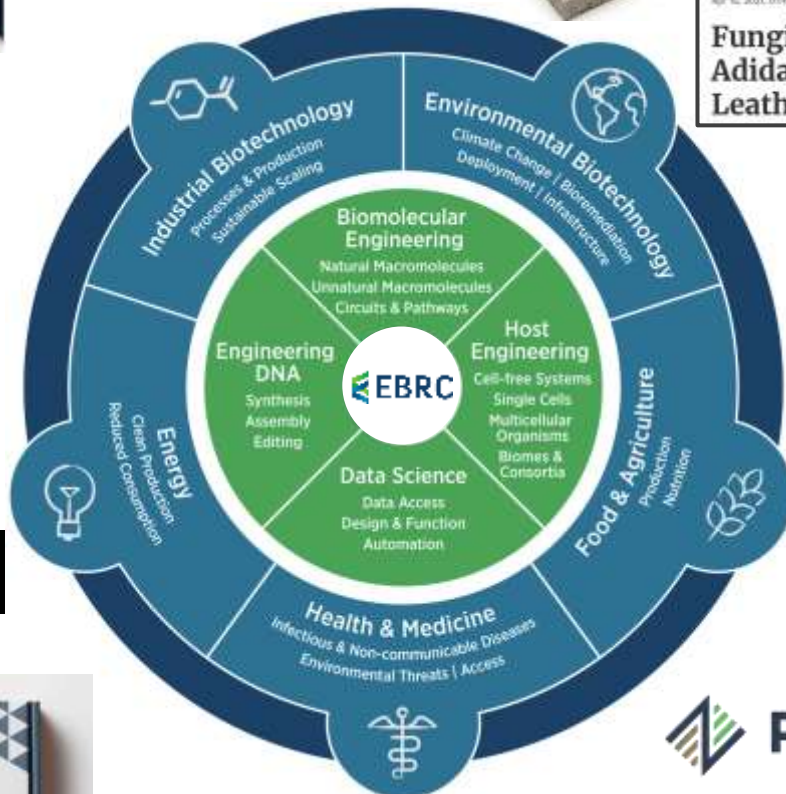 Fungi
Adida
Leath
Industrial Biotechnology
Processes & Production
Sustainable Scaling
Environmental Biotechnology
Climate Change | Bioremediation
Deployment | Infrastructure
Biomolecular
Engineering
Natural Macromolecules
Unnatural Macromolecules
Circuits & Pathways
Engineering
DNA
Synthesis
Assembly
Editing
EBRC
Host
Engineering
Cell-free Systems
Single Cells
Multicellular
Organisms
Biomes &
Consortia
Data Science
Data Access
Design & Function
Automation
Energy
Clean Production
Reduced Consumption
Food & Agriculture
Production
Nutrition
Health & Medicine
Infectious & Non-communicable Diseases
Environmental Threats | Access